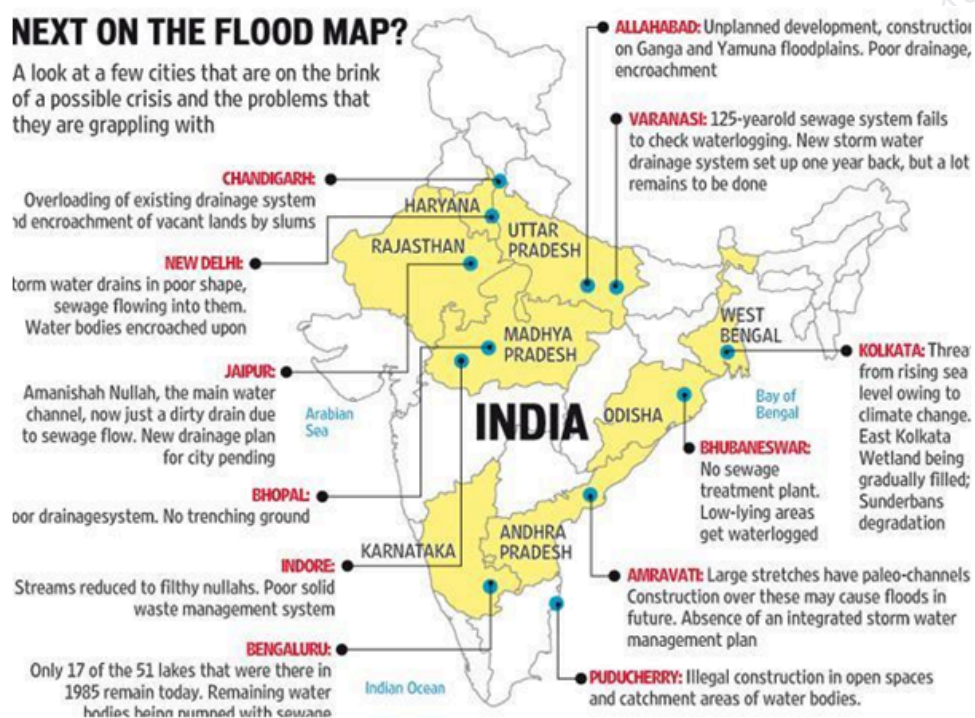 NEXT ON THE FLOOD MAP?
A look at a few cities that are on the brink
of a possible crisis and the problems that
they are grappling with
ALLAHABAD: Unplanned development, construction
on Ganga and Yamuna floodplains. Poor drainage,
encroachment
VARANASI: 125-yearold sewage system fails
to check waterlogging. New storm water
drainage system set up one year back, but a lot
remains to be done
CHANDIGARH:
Overloading of existing drainage system
nd encroachment of vacant lands by slums
NEW DELHI:
torm water drains in poor shape,
sewage flowing into them.
Water bodies encroached upon
JAIPUR:
Amanishah Nullah, the main water
channel, now just a dirty drain due
to sewage flow. New drainage plan
for city pending
BHOPAL:
oor drainagesystem. No trenching ground
INDORE:
Streams reduced to filthy nullahs. Poor solid
waste management system
BENGALURU:
Only 17 of the 51 lakes that were there in
1985 remain today. Remaining water
bodies being pumped with sewage
HARYANA
RAJASTHAN
UTTAR
PRADESH
MADHYA
PRADESH
WEST
BENGAL
INDIA
ODISHA
KARNATAKA
ANDHRA
PRADESH
Arabian
Sea
Bay of
Bengal
Indian Ocean
KOLKATA: Threa
from rising sea
level owing to
climate change.
East Kolkata
Wetland being
gradually filled;
Sunderbans
degradation
BHUBANESWAR:
No sewage
treatment plant.
Low-lying areas
get waterlogged
AMRAVATI: Large stretches have paleo-channels
Construction over these may cause floods in
future. Absence of an integrated storm water
management plan
PUDUCHERRY: Illegal construction in open spaces
and catchment areas of water bodies.